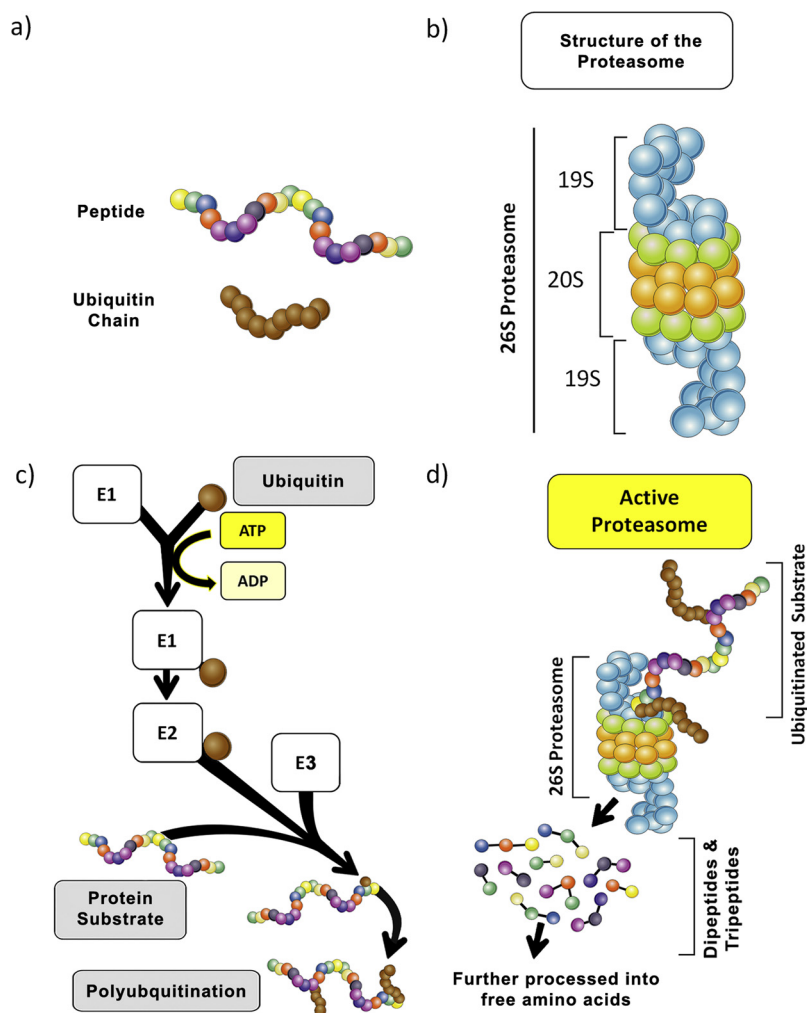 a)
Peptide
Ubiquitin
Chain
b)
Structure of the
Proteasome
26S Proteasome
19S
20S
19S
c)
E1
Ubiquitin
ATP
ADP
E1
E2
E3
Protein
Substrate
Polyubquitination
d)
Active
Proteasome
Ubiquitinated Substrate
26S Proteasome
Dipeptides &
Tripeptides
Further processed into
free amino acids